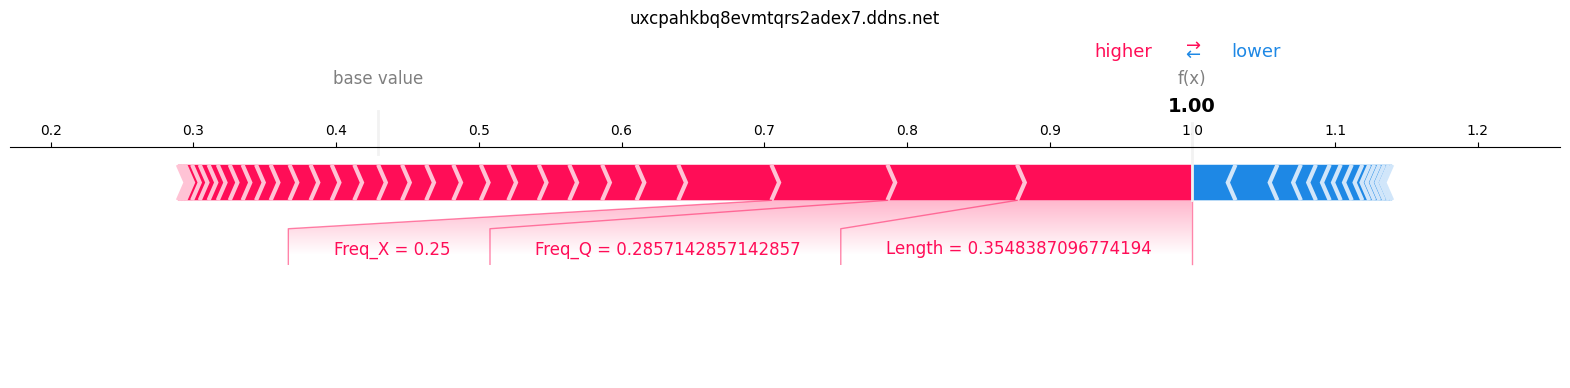 uxcpahkbq8evmtqrs2adex7.ddns.net
higher ⇄ lower
base value f(x)
1.00
0.2 0.3 0.4 0.5 0.6 0.7 0.8 0.9 1.0 1.1 1.2
Freq_X = 0.25 Freq_Q = 0.2857142857142857 Length = 0.3548387096774194